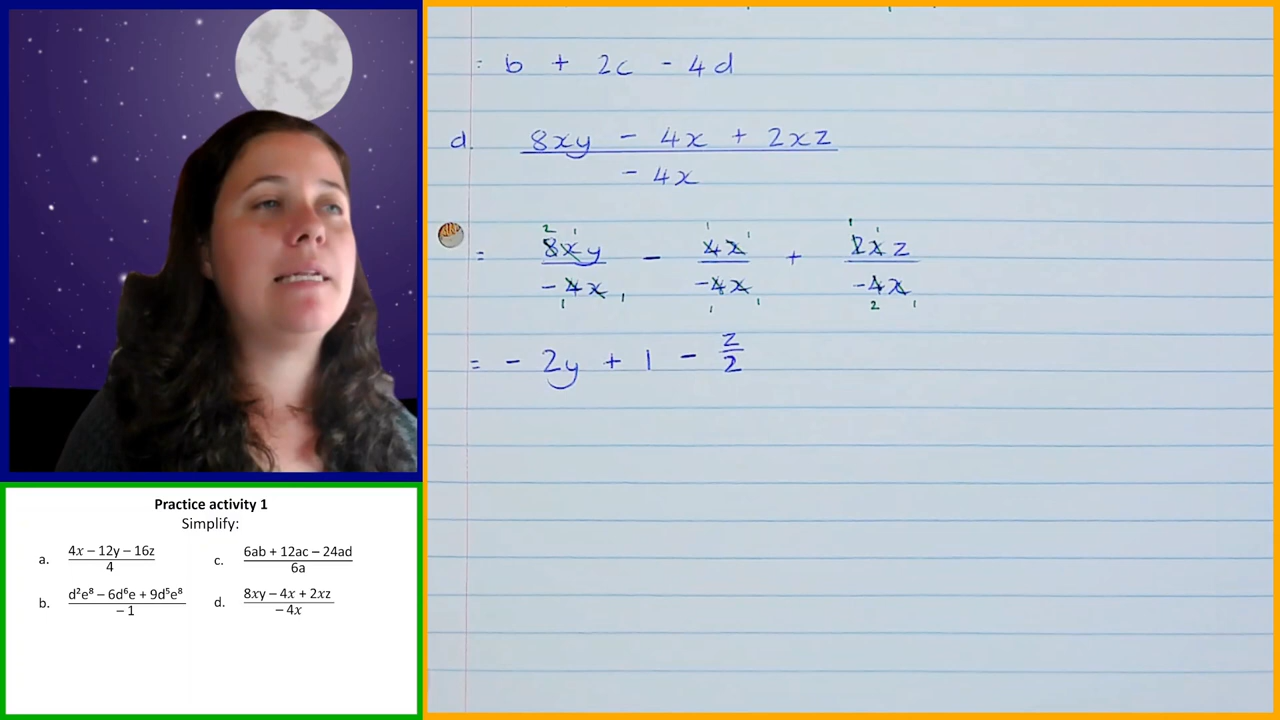 = b + 2c - 4d
d. 8xy - 4x + 2xz
- 4x
= 8xy - 4x + 2xz
-4x -4x -4x
= - 2y + 1 - z/2
Practice activity 1
Simplify:
a. 4x – 12y – 16z
4
c. 6ab + 12ac – 24ad
6a
b. d²e⁸ – 6d⁶e + 9d⁵e⁸
– 1
d. 8xy – 4x + 2xz
– 4x